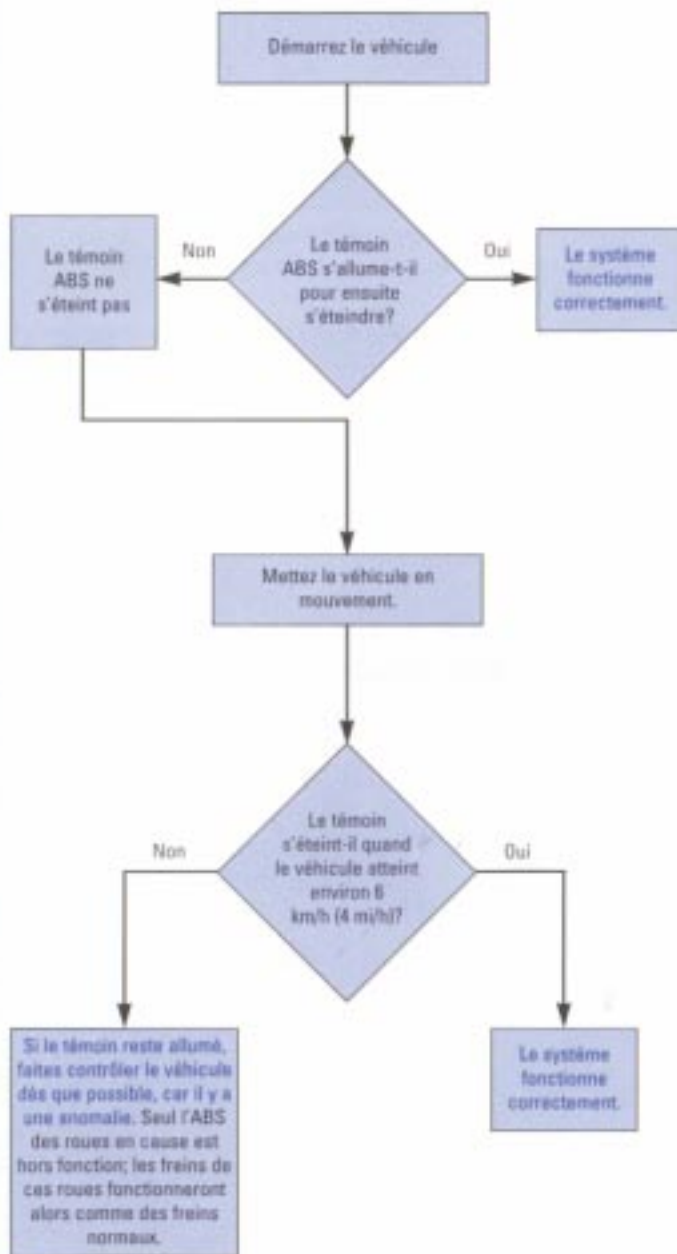 Démarrez le véhicule
Le témoin
ABS s'allume-t-il
pour ensuite
s'éteindre?
Non
Oui
Le témoin
ABS ne
s'éteint pas
Le système
fonctionne
correctement.
Mettez le véhicule en
mouvement.
Le témoin
s'éteint-il quand
le véhicule atteint
environ 6
km/h (4 mi/h)?
Non
Oui
Si le témoin reste allumé,
faites contrôler le véhicule
dès que possible, car il y a
une anomalie. Seul l'ABS
des roues en cause est
hors fonction; les freins de
ces roues fonctionneront
alors comme des freins
normaux.
Le système
fonctionne
correctement.